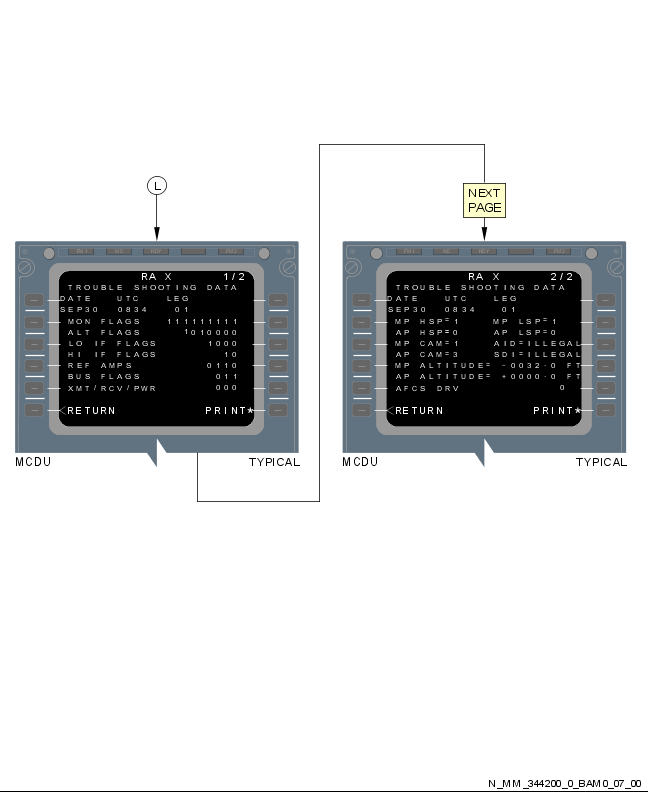 L
NEXT
PAGE
RA X 1/2
TROUBLE SHOOTING DATA
DATE UTC LEG
SEP30 0834 01
MON FLAGS 111111111
ALT FLAGS 1010000
LO IF FLAGS 1000
HI IF FLAGS 10
REF AMPS 0110
BUS FLAGS 011
XMT/RCV/PWR 000
<RETURN PRINT*
MCDU TYPICAL
RA X 2/2
TROUBLE SHOOTING DATA
DATE UTC LEG
SEP30 0834 01
MP HSP=1 MP LSP=1
AP HSP=0 AP LSP=0
MP CAM=1 AID=ILLEGAL
AP CAM=3 SDI=ILLEGAL
MP ALTITUDE= -0032-0 FT
AP ALTITUDE= +0000-0 FT
AFCS DRV 0
<RETURN PRINT*
MCDU TYPICAL
N_MM_344200_0_BAM0_07_00